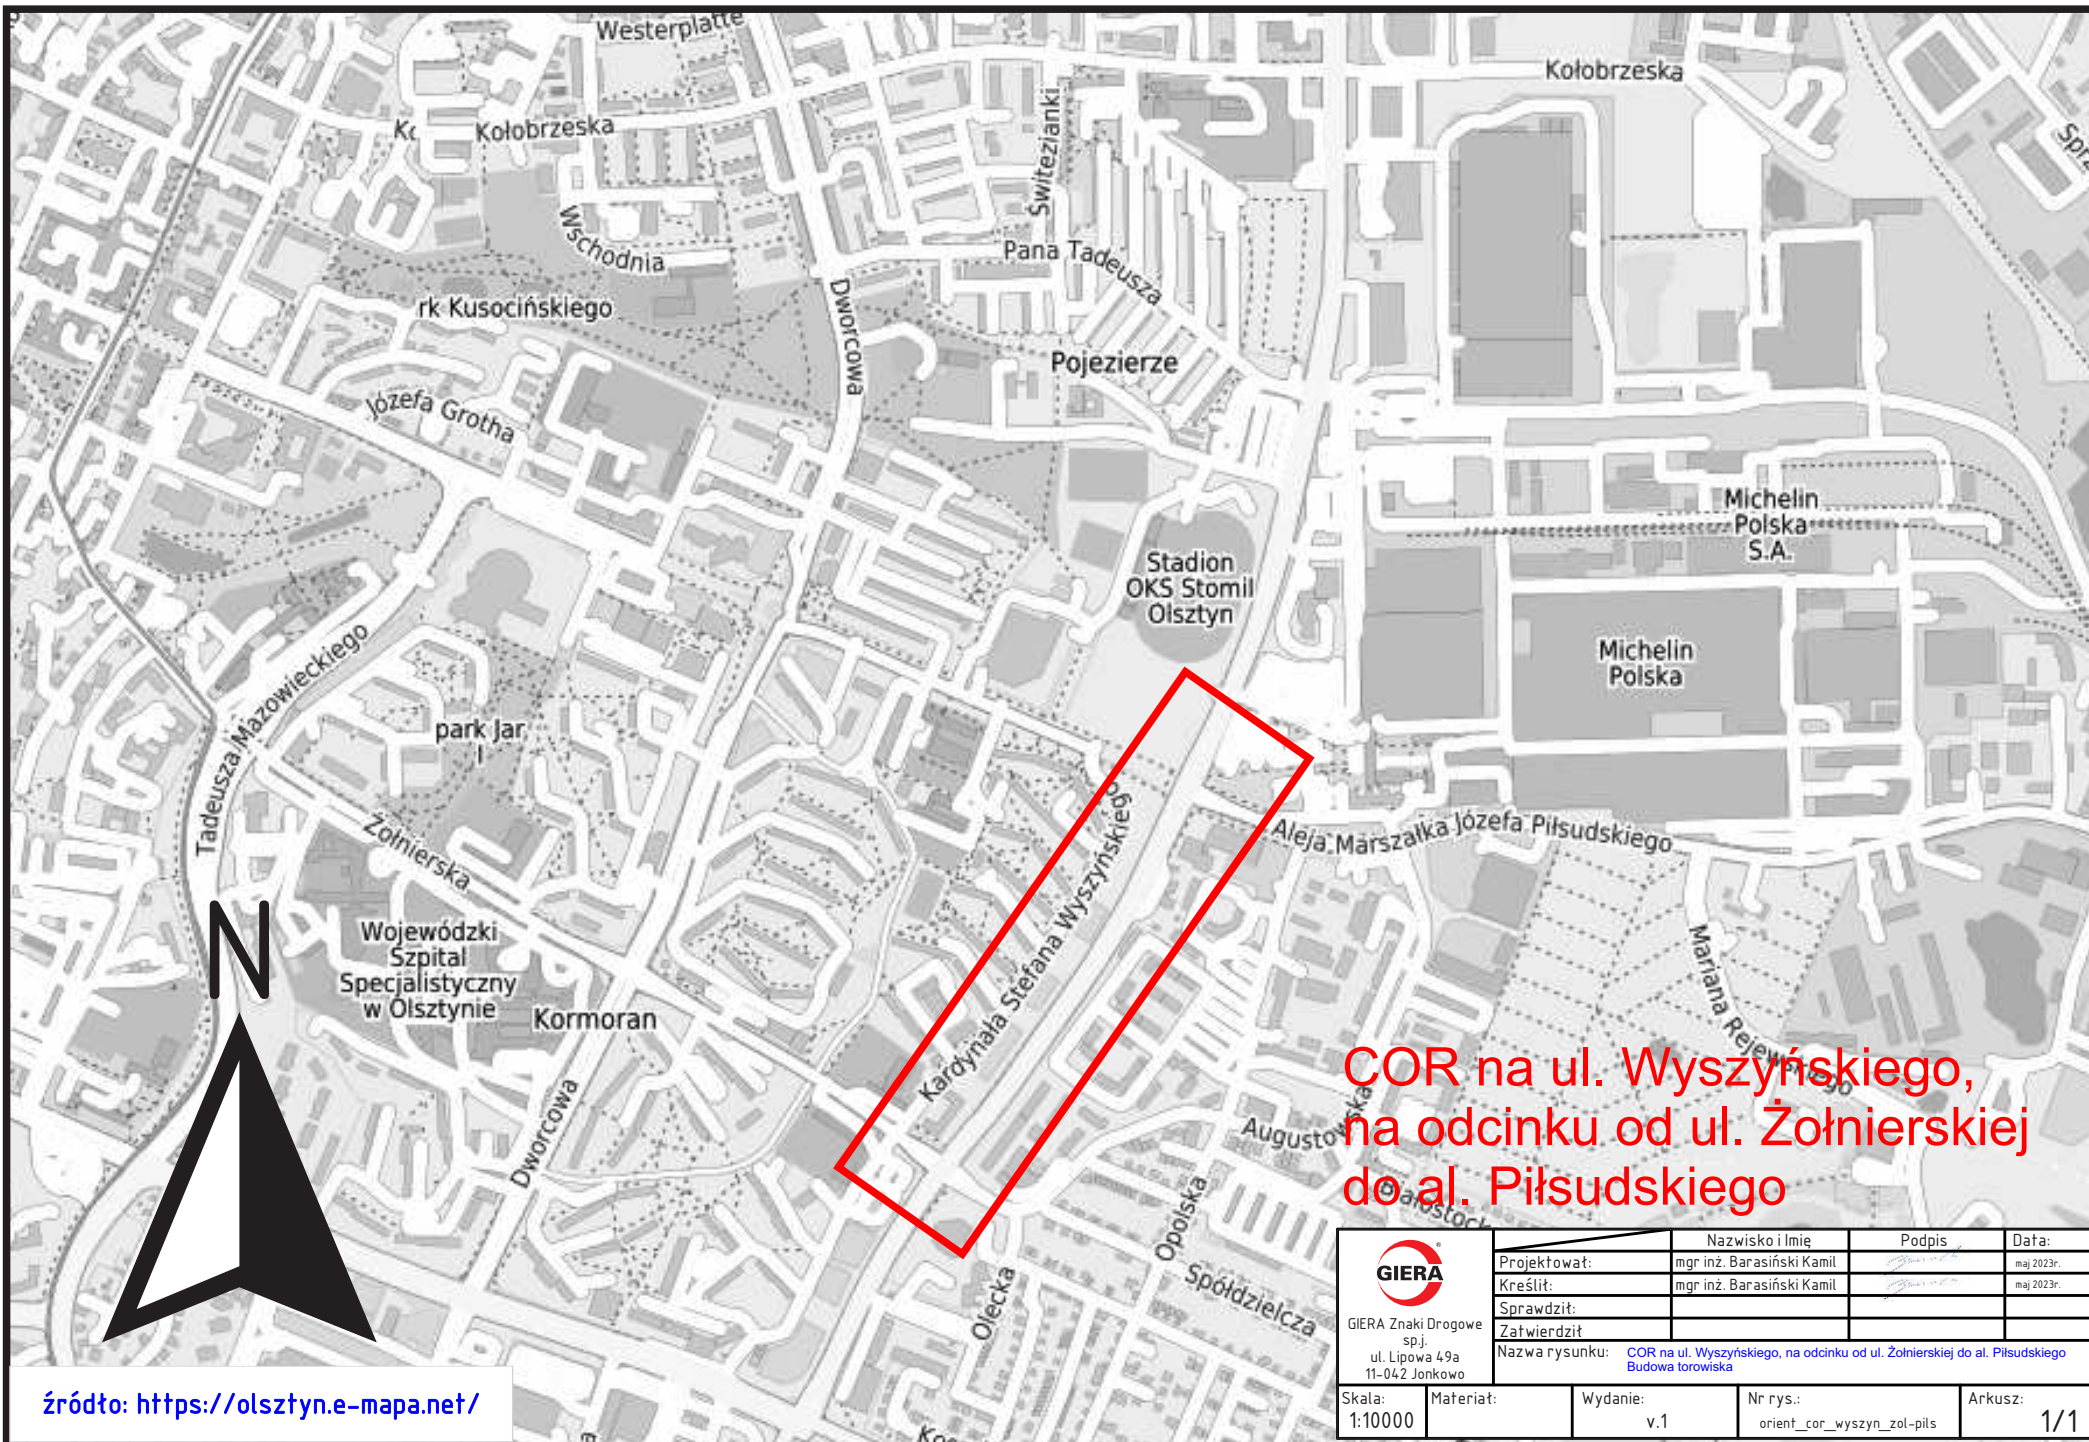 Westerplatte
Kołobrzeska
Ko
Kołobrzeska
Świtezianki
Wschodnia
Pana Tadeusza
rk Kusocińskiego
Dworcowa
Pojezierze
Józefa Grotha
Michelin
Polska
S.A.
Stadion
OKS Stomil
Olsztyn
Michelin
Polska
Tadeusza Mazowieckiego
park Jar
I
Żołnierska
Kardynała Stefana Wyszyńskiego
Aleja Marszałka Józefa Piłsudskiego
Mariana Rejewskiego
Wojewódzki
Szpital
Specjalistyczny
w Olsztynie
Kormoran
N
Dworcowa
Augustowska
Opolska
Olecka
Spółdzielcza
COR na ul. Wyszyńskiego,
na odcinku od ul. Żołnierskiej
do al. Piłsudskiego
GIERA
GIERA Znaki Drogowe
sp.j.
ul. Lipowa 49a
11-042 Jonkowo
Nazwisko i Imię Podpis Data:
Projektował: mgr inż. Barasiński Kamil maj 2023r.
Kreślił: mgr inż. Barasiński Kamil maj 2023r.
Sprawdził:
Zatwierdził
Nazwa rysunku: COR na ul. Wyszyńskiego, na odcinku od ul. Żołnierskiej do al. Piłsudskiego
Budowa torowiska
Skala: Materiał: Wydanie: Nr rys.: Arkusz:
1:10000 v.1 orient_cor_wyszyn_zol-pils 1/1
źródło: https://olsztyn.e-mapa.net/